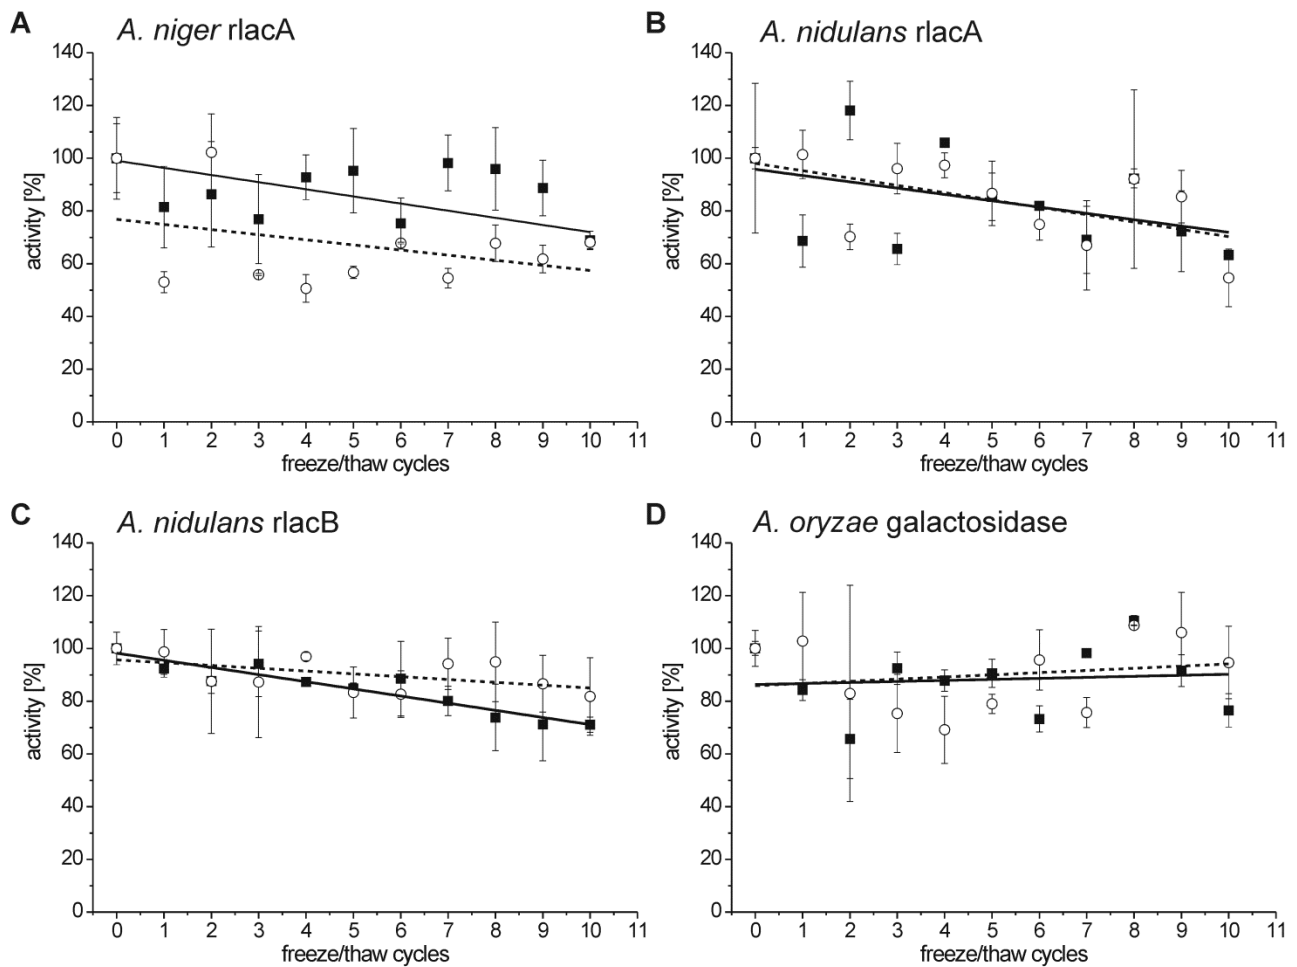 A A. niger rlacA
140
120
100
80
60
40
20
0
activity [%]
0 1 2 3 4 5 6 7 8 9 10 11
freeze/thaw cycles
B A. nidulans rlacA
140
120
100
80
60
40
20
0
activity [%]
0 1 2 3 4 5 6 7 8 9 10 11
freeze/thaw cycles
C A. nidulans rlacB
140
120
100
80
60
40
20
0
activity [%]
0 1 2 3 4 5 6 7 8 9 10 11
freeze/thaw cycles
D A. oryzae galactosidase
140
120
100
80
60
40
20
0
activity [%]
0 1 2 3 4 5 6 7 8 9 10 11
freeze/thaw cycles